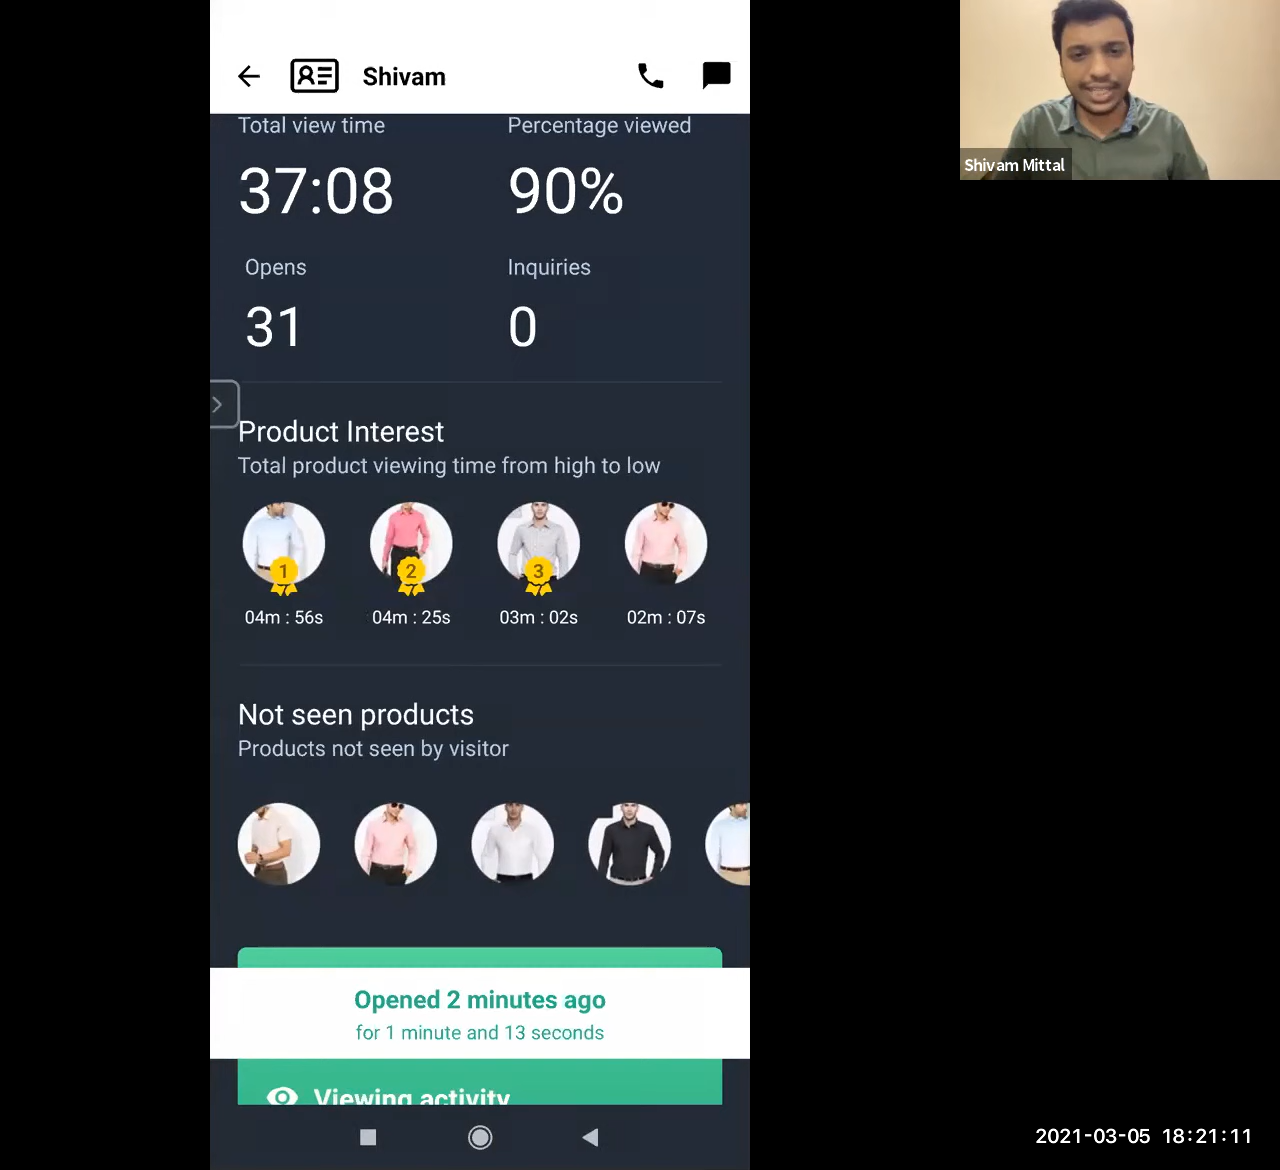 Shivam
Total view time
Percentage viewed
37:08
90%
Opens
Inquiries
31
0
Product Interest
Total product viewing time from high to low
1
2
3
04m : 56s
04m : 25s
03m : 02s
02m : 07s
Not seen products
Products not seen by visitor
Opened 2 minutes ago
for 1 minute and 13 seconds
Viewing activity
Shivam Mittal
2021-03-05 18:21:11